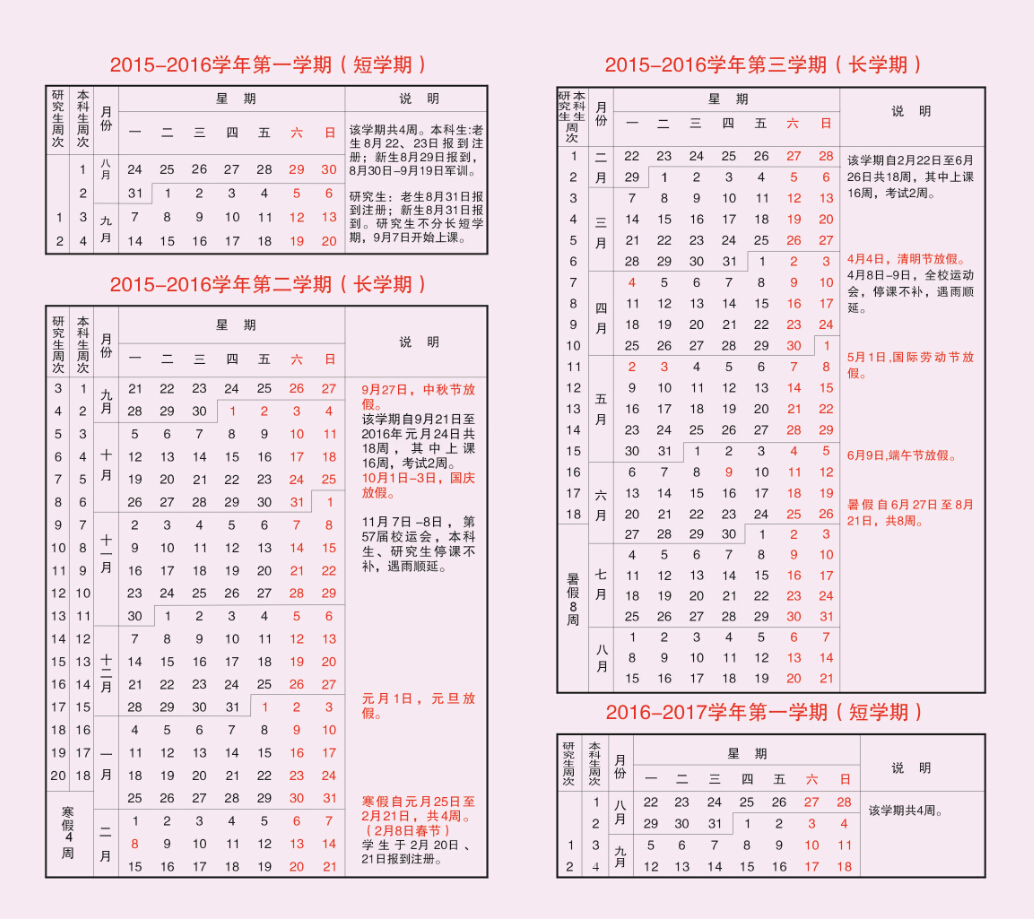 2015-2016学年第一学期（短学期）
研究生周次 本科生周次 月份 星 期 说 明
一 二 三 四 五 六 日
1 八月 24 25 26 27 28 29 30
2 31 1 2 3 4 5 6
1 3 九月 7 8 9 10 11 12 13
2 4 14 15 16 17 18 19 20
该学期共4周。本科生:老
生8月22、23日报到注
册；新生8月29日报到，
8月30日-9月19日军训。
研究生：老生8月31日报
到注册；新生8月31日报
到。研究生不分长短学
期，9月7日开始上课。
2015-2016学年第二学期（长学期）
研究生周次 本科生周次 月份 星 期 说 明
一 二 三 四 五 六 日
3 1 九月 21 22 23 24 25 26 27
4 2 28 29 30 1 2 3 4
5 3 十月 5 6 7 8 9 10 11
6 4 12 13 14 15 16 17 18
7 5 19 20 21 22 23 24 25
8 6 26 27 28 29 30 31 1
9 7 十一月 2 3 4 5 6 7 8
10 8 9 10 11 12 13 14 15
11 9 16 17 18 19 20 21 22
12 10 23 24 25 26 27 28 29
13 11 30 1 2 3 4 5 6
14 12 十二月 7 8 9 10 11 12 13
15 13 14 15 16 17 18 19 20
16 14 21 22 23 24 25 26 27
17 15 28 29 30 31 1 2 3
18 16 一月 4 5 6 7 8 9 10
19 17 11 12 13 14 15 16 17
20 18 18 19 20 21 22 23 24
寒假4周 25 26 27 28 29 30 31
二月 1 2 3 4 5 6 7
8 9 10 11 12 13 14
15 16 17 18 19 20 21
9月27日，中秋节放
假。
该学期自9月21日至
2016年元月24日共
18周，其中上课
16周，考试2周。
10月1日-3日，国庆
放假。
11月7日-8日，第
57届校运会，本科
生、研究生停课不
补，遇雨顺延。
元月1日，元旦放
假。
寒假自元月25日至
2月21日，共4周。
（2月8日春节）
学生于2月20日、
21日报到注册。
2015-2016学年第三学期（长学期）
研究生 本科生 周次 月份 星 期 说 明
一 二 三 四 五 六 日
1 二月 22 23 24 25 26 27 28
2 29 1 2 3 4 5 6
3 三月 7 8 9 10 11 12 13
4 14 15 16 17 18 19 20
5 21 22 23 24 25 26 27
6 28 29 30 31 1 2 3
7 四月 4 5 6 7 8 9 10
8 11 12 13 14 15 16 17
9 18 19 20 21 22 23 24
10 25 26 27 28 29 30 1
11 五月 2 3 4 5 6 7 8
12 9 10 11 12 13 14 15
13 16 17 18 19 20 21 22
14 23 24 25 26 27 28 29
15 30 31 1 2 3 4 5
16 六月 6 7 8 9 10 11 12
17 13 14 15 16 17 18 19
18 20 21 22 23 24 25 26
暑假8周 27 28 29 30 1 2 3
七月 4 5 6 7 8 9 10
11 12 13 14 15 16 17
18 19 20 21 22 23 24
25 26 27 28 29 30 31
八月 1 2 3 4 5 6 7
8 9 10 11 12 13 14
15 16 17 18 19 20 21
该学期自2月22日至6月
26日共18周，其中上课
16周，考试2周。
4月4日，清明节放假。
4月8日-9日，全校运动
会，停课不补，遇雨顺
延。
5月1日,国际劳动节放
假。
6月9日,端午节放假。
暑假自6月27日至8月
21日，共8周。
2016-2017学年第一学期（短学期）
研究生周次 本科生周次 月份 星 期 说 明
一 二 三 四 五 六 日
1 八月 22 23 24 25 26 27 28
2 29 30 31 1 2 3 4
1 3 九月 5 6 7 8 9 10 11
2 4 12 13 14 15 16 17 18
该学期共4周。